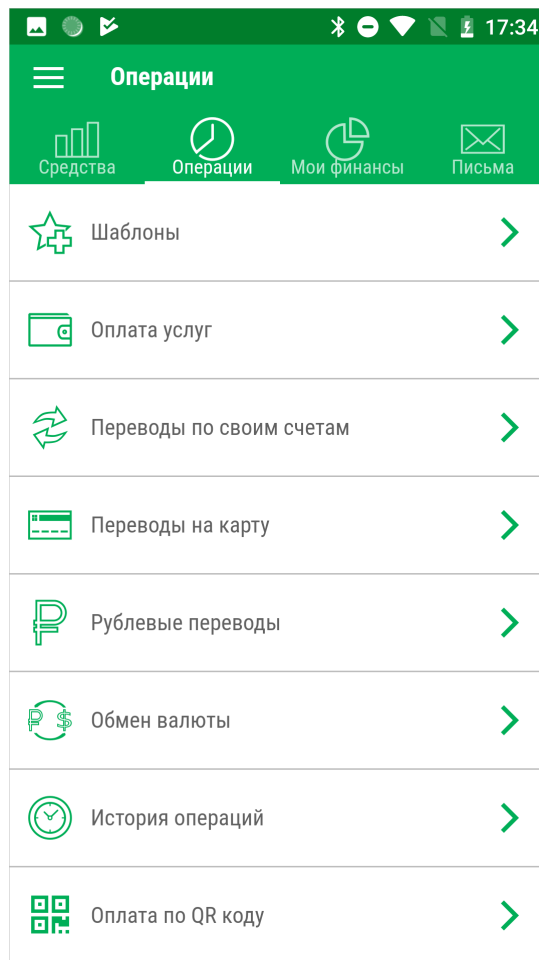 17:34
Операции
Средства Операции Мои финансы Письма
Шаблоны
Оплата услуг
Переводы по своим счетам
Переводы на карту
Рублевые переводы
Обмен валюты
История операций
Оплата по QR коду